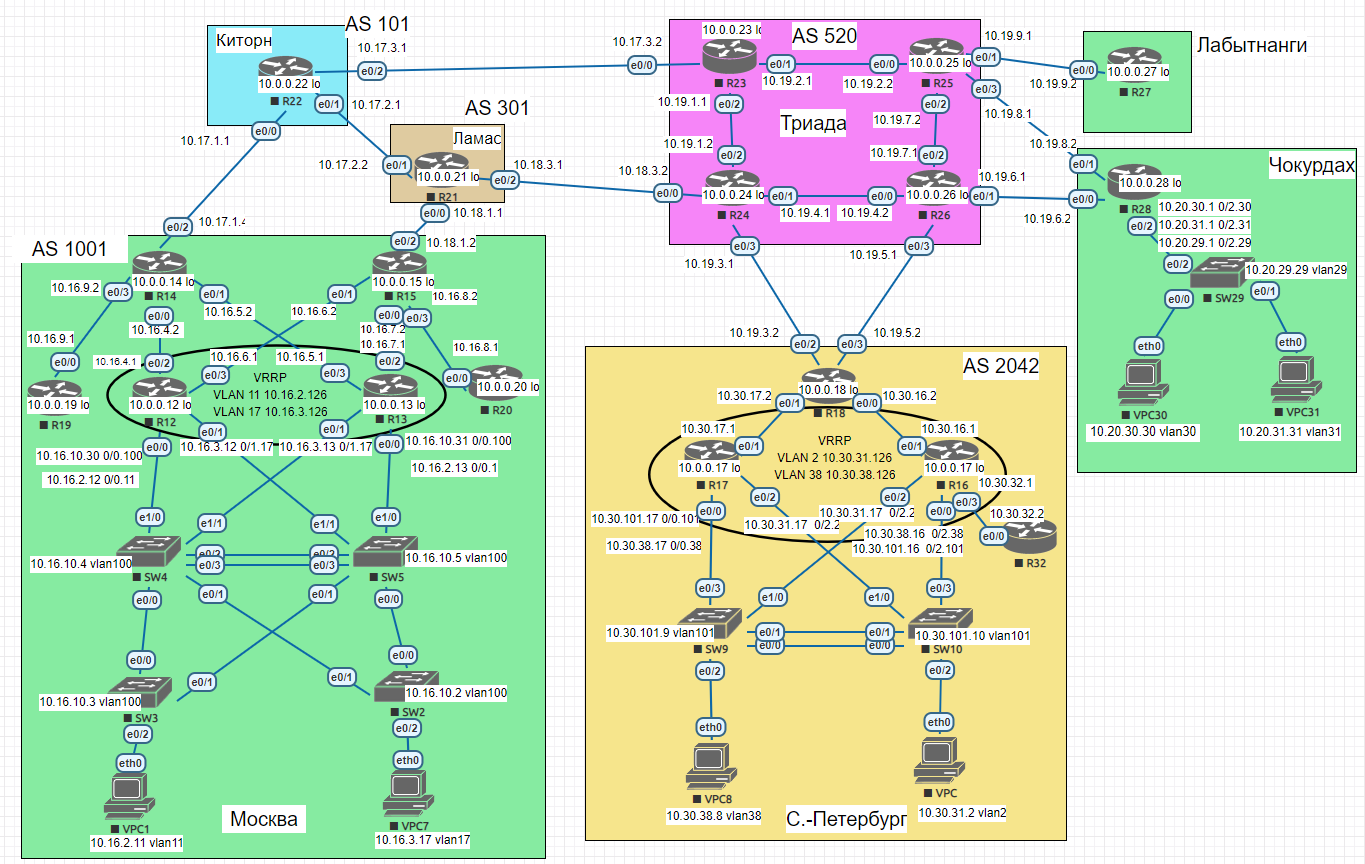 AS 101
Киторн
10.17.3.1
e0/2
10.0.0.22 lo
R22
e0/1
10.17.2.1
e0/0
10.17.1.1
AS 301
Ламас
10.17.2.2
e0/1
10.0.0.21 lo
R21
e0/2
10.18.3.1
e0/0
10.18.1.1
AS 520
Триада
10.17.3.2
e0/0
10.0.0.23 lo
R23
e0/1
10.19.2.1
10.19.1.1
e0/2
10.19.2.2
e0/0
10.0.0.25 lo
R25
e0/1
10.19.9.1
e0/3
10.19.8.1
e0/2
10.19.7.2
10.19.1.2
e0/2
10.18.3.2
e0/0
10.0.0.24 lo
R24
e0/1
10.19.4.1
e0/3
10.19.3.1
10.19.7.1
e0/2
10.19.4.2
e0/0
10.0.0.26 lo
R26
e0/1
10.19.6.1
e0/3
10.19.5.1
Лабытнанги
e0/0
10.19.9.2
10.0.0.27 lo
R27
Чокурдах
10.19.8.2
e0/1
e0/0
10.19.6.2
10.0.0.28 lo
R28
e0/2
10.20.30.1 0/2.30
10.20.31.1 0/2.31
10.20.29.1 0/2.29
e0/2
10.20.29.29 vlan29
SW29
e0/0
e0/1
eth0
eth0
VPC30
10.20.30.30 vlan30
VPC31
10.20.31.31 vlan31
AS 1001
e0/2
10.17.1.4
10.0.0.14 lo
R14
10.16.9.2
e0/3
e0/0
10.16.4.2
e0/1
10.16.5.2
e0/2
10.18.1.2
10.0.0.15 lo
R15
e0/1
10.16.6.2
e0/0
10.16.7.2
e0/3
10.16.8.2
10.16.9.1
e0/0
10.0.0.19 lo
R19
10.16.8.1
e0/0
10.0.0.20 lo
R20
10.16.4.1
e0/2
10.16.6.1
e0/3
10.16.5.1
e0/3
10.16.7.1
e0/2
VRRP
VLAN 11 10.16.2.126
VLAN 17 10.16.3.126
10.0.0.12 lo
R12
10.0.0.13 lo
R13
e0/0
e0/1
e0/1
e0/0
10.16.3.12 0/1.17
10.16.3.13 0/1.17
10.16.10.30 0/0.100
10.16.2.12 0/0.11
10.16.10.31 0/0.100
10.16.2.13 0/0.1
e1/0
e1/1
e1/1
e1/0
10.16.10.4 vlan100
SW4
e0/2
e0/3
e0/2
e0/3
10.16.10.5 vlan100
SW5
e0/0
e0/1
e0/1
e0/0
e0/0
e0/1
e0/1
e0/0
10.16.10.3 vlan100
SW3
10.16.10.2 vlan100
SW2
e0/2
e0/2
eth0
eth0
VPC1
10.16.2.11 vlan11
VPC7
10.16.3.17 vlan17
Москва
AS 2042
10.19.3.2
e0/2
e0/3
10.19.5.2
10.0.0.18 lo
R18
10.30.17.2
e0/1
e0/0
10.30.16.2
10.30.17.1
e0/1
10.0.0.17 lo
R17
VRRP
VLAN 2 10.30.31.126
VLAN 38 10.30.38.126
10.30.16.1
e0/1
10.0.0.17 lo
R16
10.30.32.1
e0/3
e0/0
e0/2
e0/2
e0/0
10.30.32.2
e0/0
R32
10.30.101.17 0/0.101
10.30.38.17 0/0.38
10.30.31.17 0/2.2
10.30.31.17 0/2.2
10.30.38.16 0/2.38
10.30.101.16 0/2.101
e0/3
e1/0
e1/0
e0/3
10.30.101.9 vlan101
SW9
e0/1
e0/0
e0/1
e0/0
10.30.101.10 vlan101
SW10
e0/2
e0/2
eth0
eth0
VPC8
10.30.38.8 vlan38
VPC
10.30.31.2 vlan2
С.-Петербург